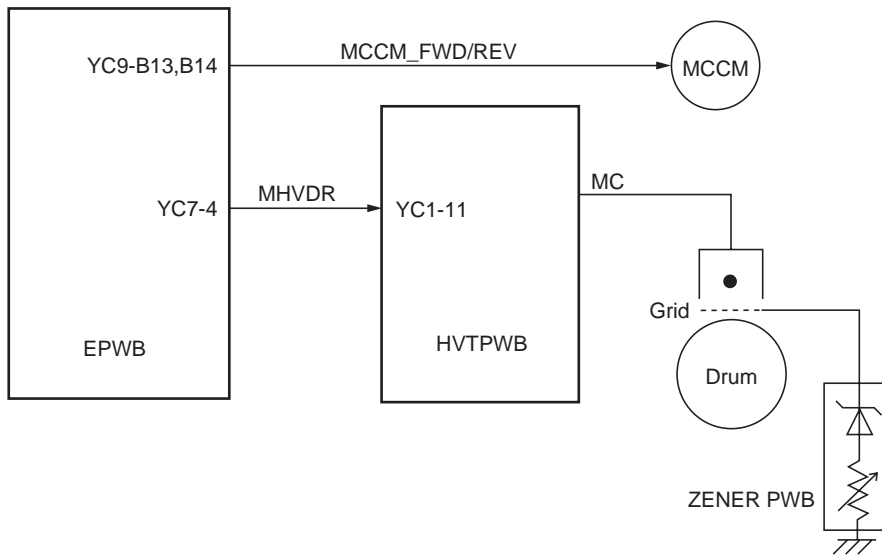 YC9-B13,B14
MCCM_FWD/REV
MCCM
YC7-4
MHVDR
YC1-11
MC
Grid
EPWB
HVTPWB
Drum
ZENER PWB